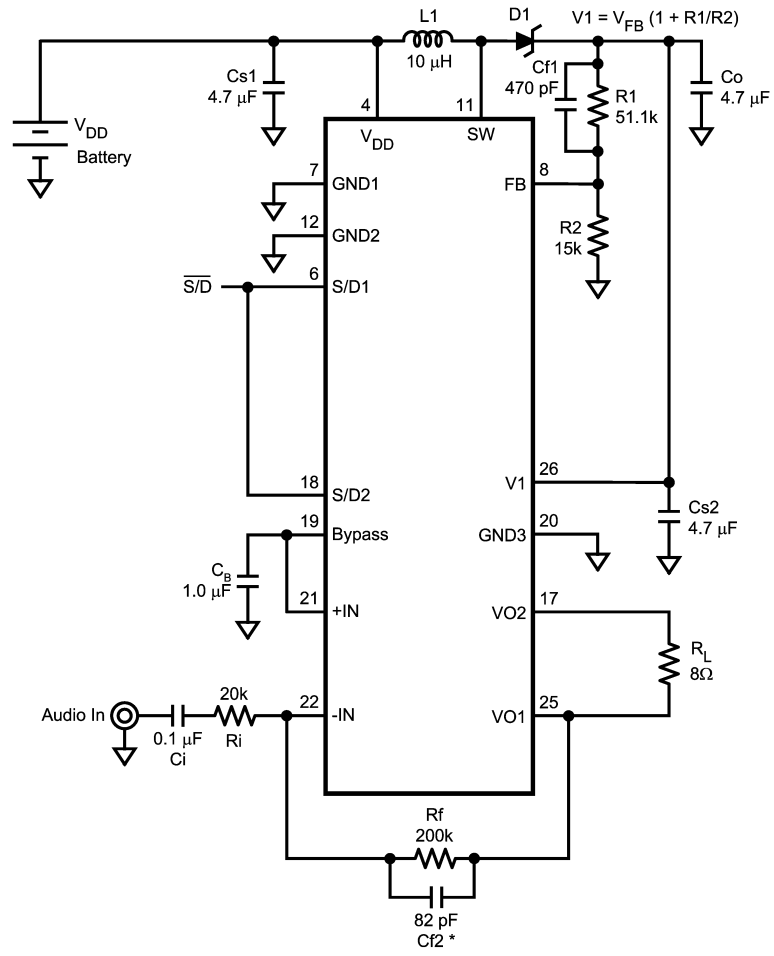 L1
D1
V1 = VFB (1 + R1/R2)
10 µH
Cs1
4.7 µF
Cf1
470 pF
R1
51.1k
Co
4.7 µF
VDD
Battery
4
11
VDD
SW
7
GND1
8
FB
12
GND2
R2
15k
S/D
6
S/D1
18
S/D2
26
V1
Cs2
4.7 µF
19
Bypass
20
GND3
CB
1.0 µF
21
+IN
17
VO2
RL
8Ω
Audio In
0.1 µF
Ci
20k
Ri
22
-IN
25
VO1
Rf
200k
82 pF
Cf2 *